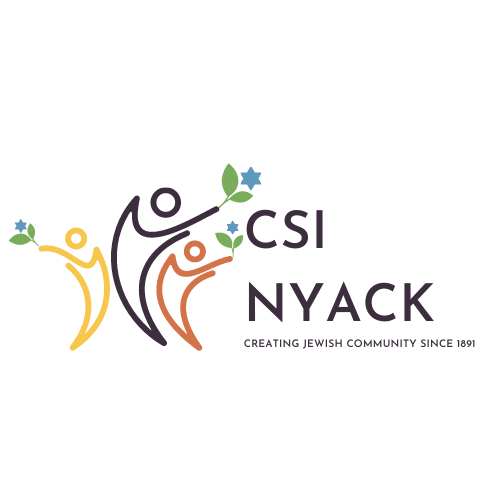 CSI
NYACK
CREATING JEWISH COMMUNITY SINCE 1891